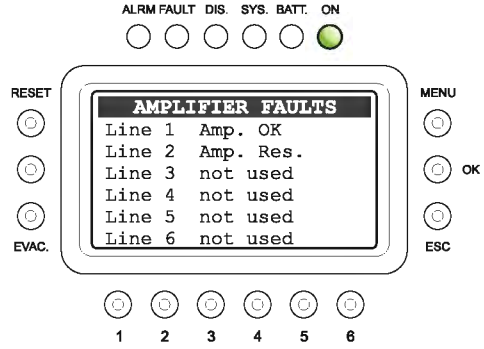 ALRM FAULT DIS. SYS. BATT. ON
RESET
MENU
AMPLIFIER FAULTS
Line 1 Amp. OK
Line 2 Amp. Res.
Line 3 not used
Line 4 not used
Line 5 not used
Line 6 not used
OK
EVAC.
ESC
1 2 3 4 5 6